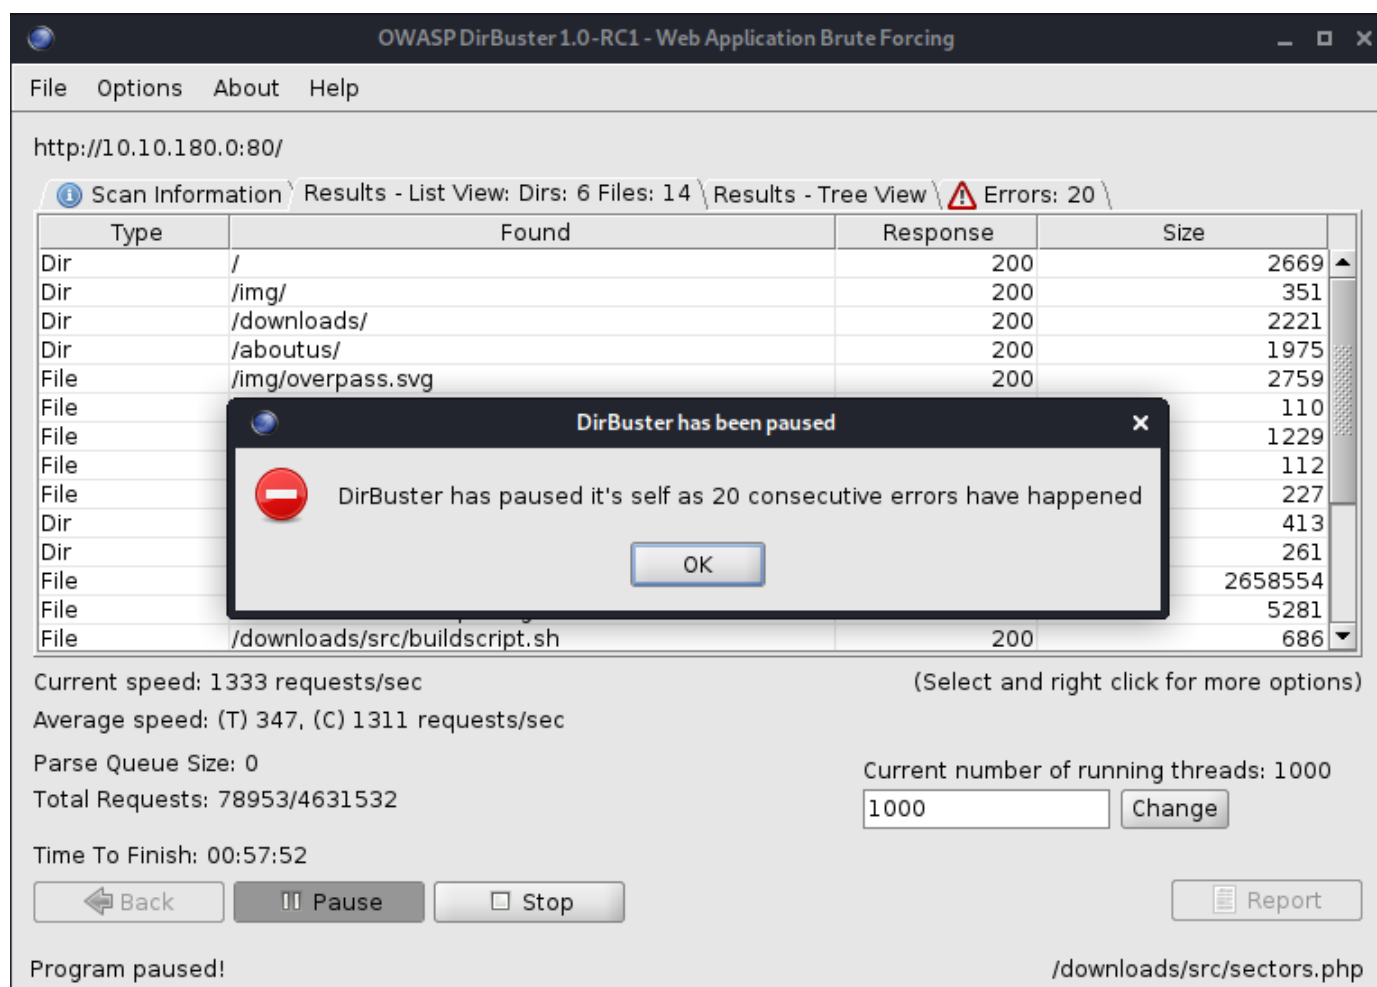 OWASP DirBuster 1.0-RC1 - Web Application Brute Forcing
File Options About Help
http://10.10.180.0:80/
Scan Information Results - List View: Dirs: 6 Files: 14 Results - Tree View Errors: 20
Type Found Response Size
Dir / 200 2669
Dir /img/ 200 351
Dir /downloads/ 200 2221
Dir /aboutus/ 200 1975
File /img/overpass.svg 200 2759
File 110
File 1229
File 112
File 227
Dir 413
Dir 261
File 2658554
File 5281
File /downloads/src/buildscript.sh 200 686
DirBuster has been paused
DirBuster has paused it's self as 20 consecutive errors have happened
OK
Current speed: 1333 requests/sec
(Select and right click for more options)
Average speed: (T) 347, (C) 1311 requests/sec
Parse Queue Size: 0
Current number of running threads: 1000
Total Requests: 78953/4631532
1000 Change
Time To Finish: 00:57:52
Back Pause Stop Report
Program paused! /downloads/src/sectors.php